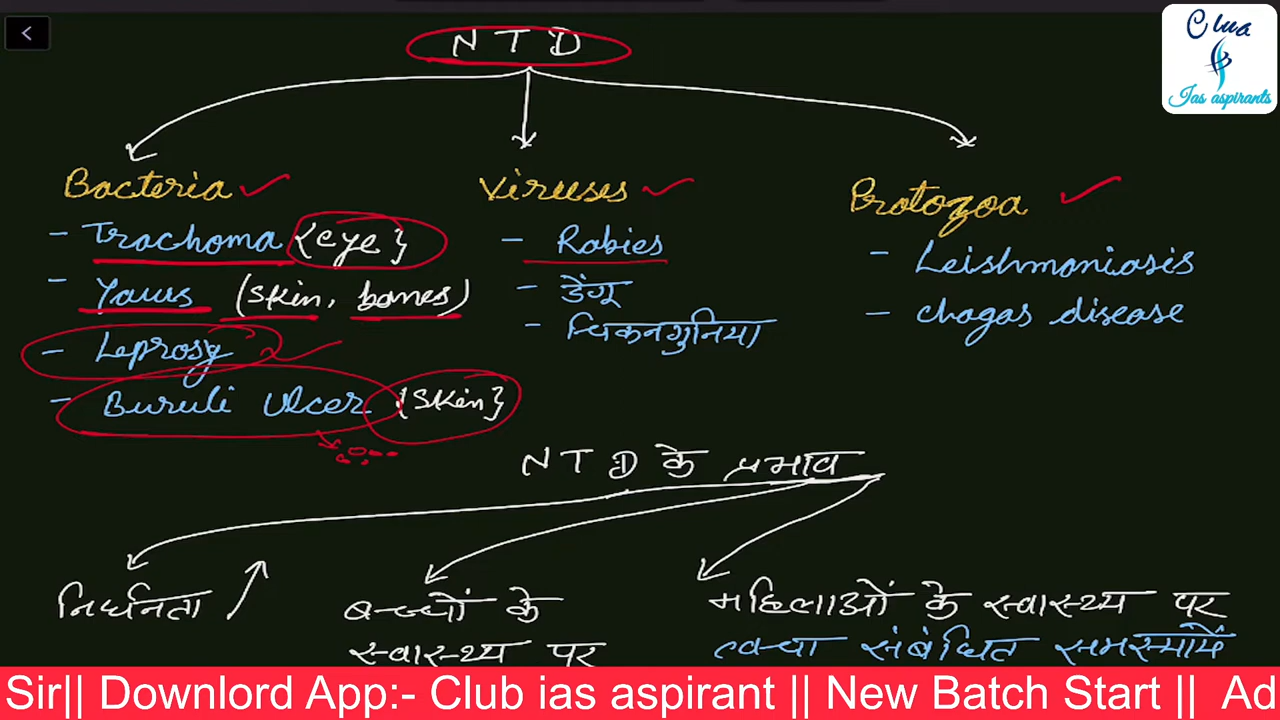 Club
Ias aspirants
NTD
Bacteria
- Trachoma {eye}
- Yaws (skin, bones)
- Leprosy
- Buruli Ulcer {skin}
Viruses
- Rabies
- डेंगू
- चिकनगुनिया
Protozoa
- Leishmaniasis
- chagas disease
NTD के प्रभाव
निर्धनता
बच्चों के
स्वास्थ्य पर
महिलाओं के स्वास्थ्य पर
त्वचा संबंधित समस्यायें
Sir|| Downlord App:- Club ias aspirant || New Batch Start || Ad